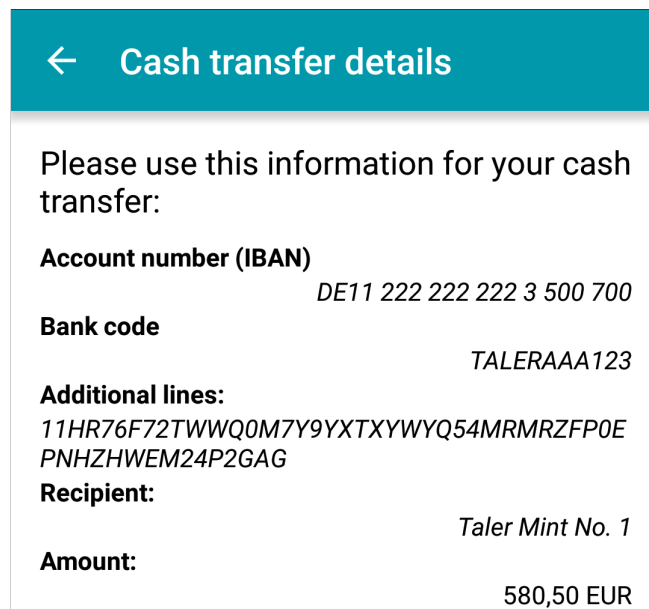 Cash transfer details
Please use this information for your cash
transfer:
Account number (IBAN)
DE11 222 222 222 3 500 700
Bank code
TALERAAA123
Additional lines:
11HR76F72TWWQ0M7Y9YXTXYWYQ54MRMRZFP0E
PNHZHWEM24P2GAG
Recipient:
Taler Mint No. 1
Amount:
580,50 EUR